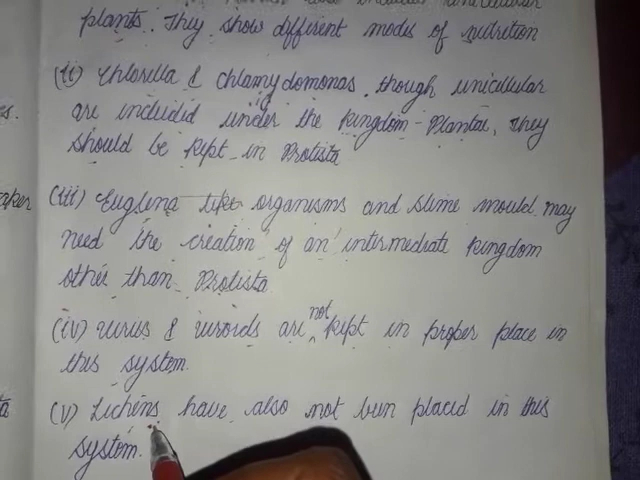 unicellular
plants. They show different modes of nutrition
(ii) Chlorella & Chlamydomonas, though unicellular
are included under the kingdom - Plantae, They
should be kept in Protista
(iii) Euglena like organisms and slime mould may
need the creation of an intermediate kingdom
other than Protista
(iv) virus & viroids are not kept in proper place in
this system.
(v) Lichens have also not been placed in this
system.